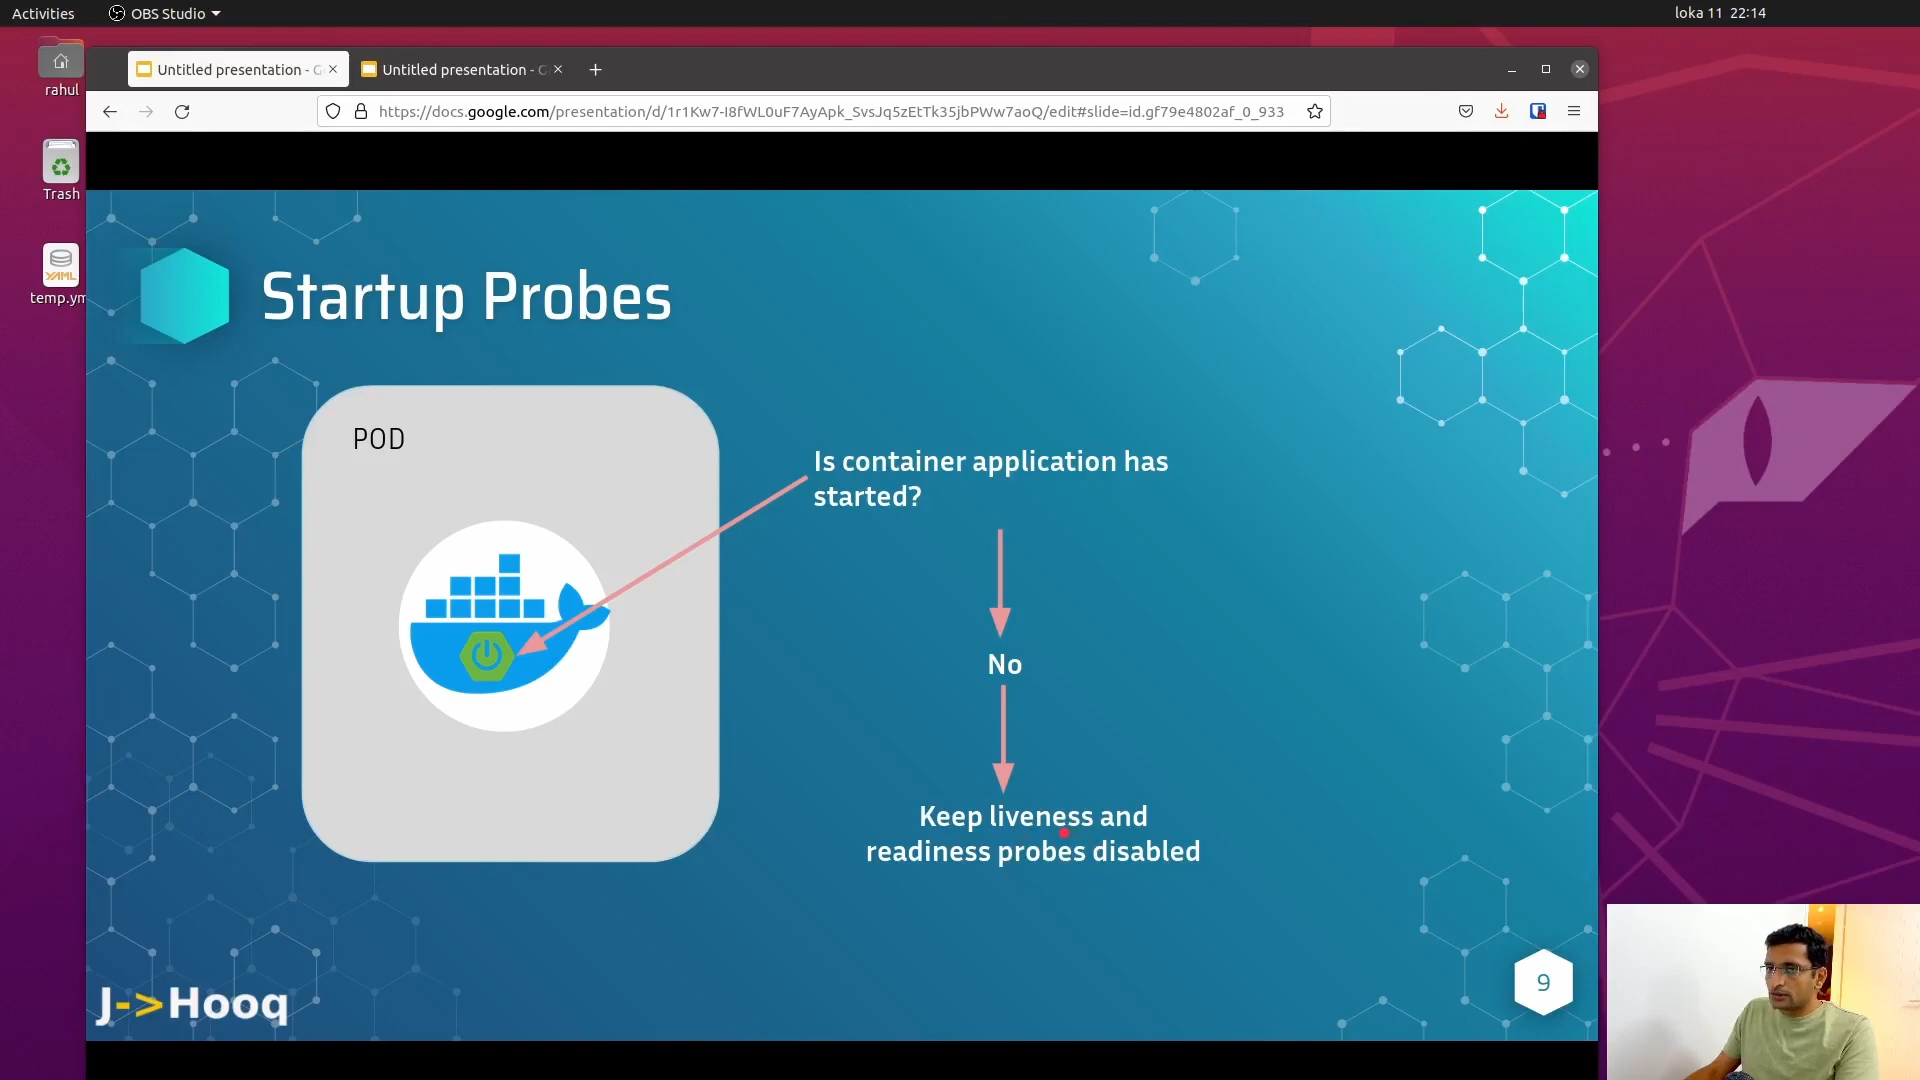 Activities
OBS Studio
loka 11 22:14
rahul
Trash
YAML
temp.ym
Untitled presentation - G
Untitled presentation - G
https://docs.google.com/presentation/d/1r1Kw7-I8fWL0uF7AyApk_SvsJq5zEtTk35jbPWw7aoQ/edit#slide=id.gf79e4802af_0_933
Startup Probes
POD
Is container application has
started?
No
Keep liveness and
readiness probes disabled
J->Hooq
9